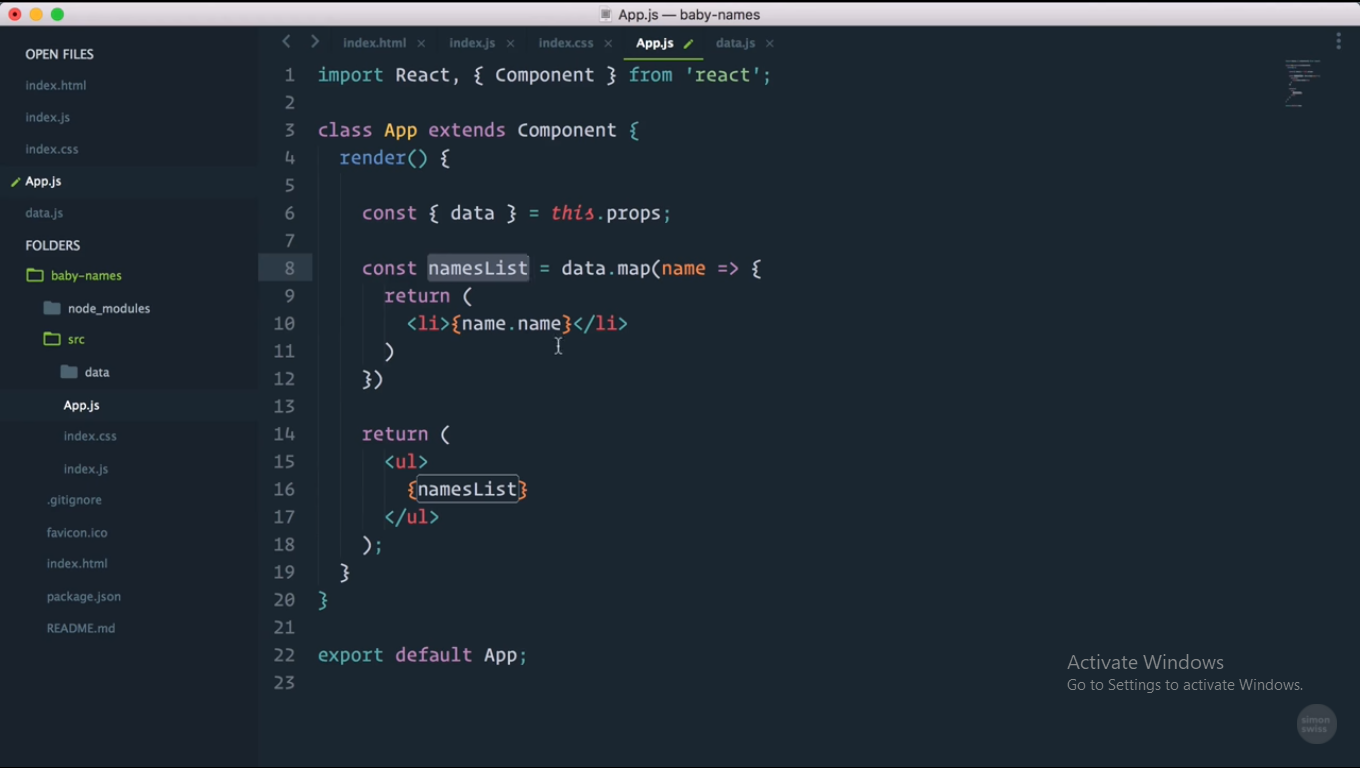 App.js — baby-names
OPEN FILES
index.html
index.js
index.css
App.js
data.js
FOLDERS
baby-names
node_modules
src
data
App.js
index.css
index.js
.gitignore
favicon.ico
index.html
package.json
README.md
index.html × index.js × index.css × App.js data.js ×
1 import React, { Component } from 'react';
2
3 class App extends Component {
4 render() {
5
6 const { data } = this.props;
7
8 const namesList = data.map(name => {
9 return (
10 <li>{name.name}</li>
11 )
12 })
13
14 return (
15 <ul>
16 {namesList}
17 </ul>
18 );
19 }
20 }
21
22 export default App;
23
Activate Windows
Go to Settings to activate Windows.
simon
swiss